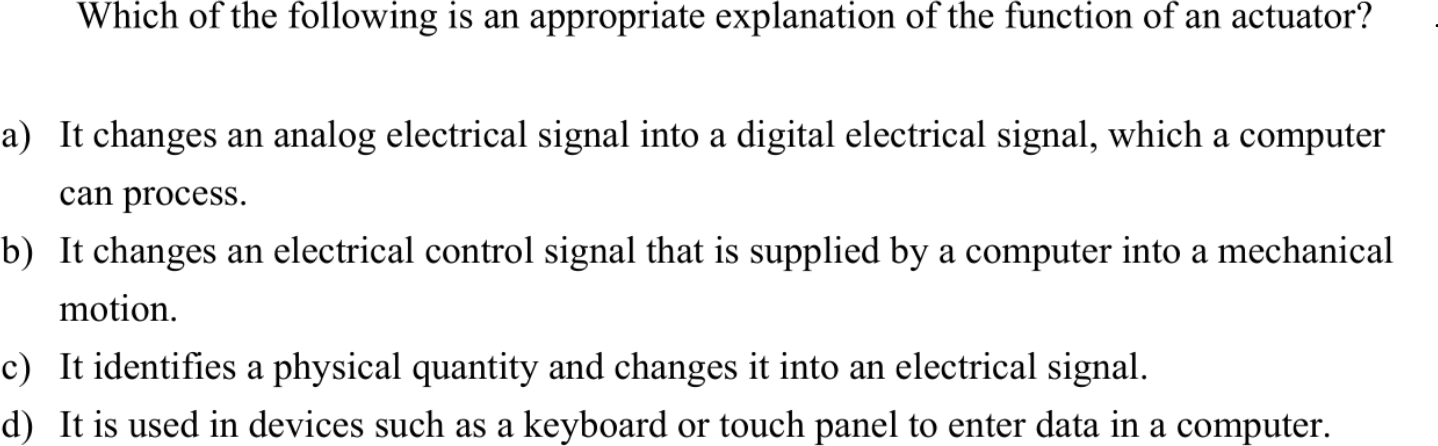 Which of the following is an appropriate explanation of the function of an actuator?
a) It changes an analog electrical signal into a digital electrical signal, which a computer
can process.
b) It changes an electrical control signal that is supplied by a computer into a mechanical
motion.
c) It identifies a physical quantity and changes it into an electrical signal.
d) It is used in devices such as a keyboard or touch panel to enter data in a computer.